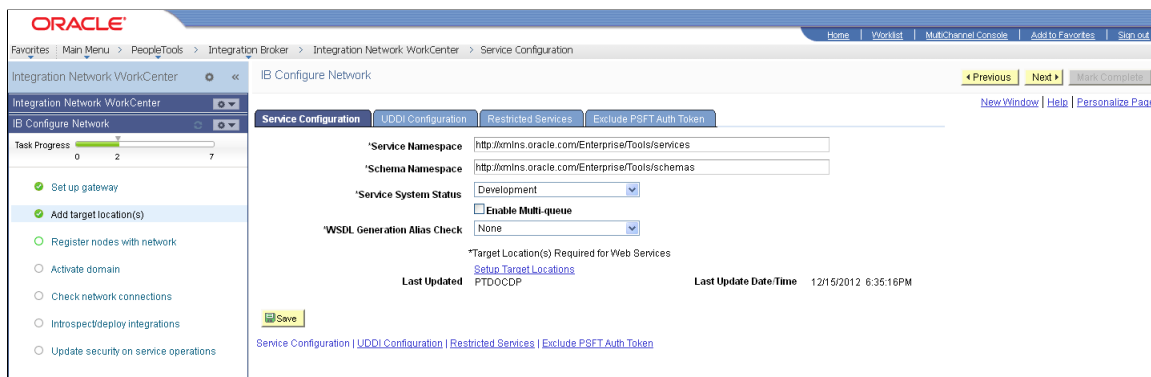 ORACLE'
Home | Worklist | MultiChannel Console | Add to Favorites | Sign out
Favorites | Main Menu > PeopleTools > Integration Broker > Integration Network WorkCenter > Service Configuration
Integration Network WorkCenter «
Integration Network WorkCenter
IB Configure Network
Task Progress
0 2 7
Set up gateway
Add target location(s)
Register nodes with network
Activate domain
Check network connections
Introspect/deploy integrations
Update security on service operations
IB Configure Network
Previous Next Mark Complete
New Window | Help | Personalize Page
Service Configuration UDDI Configuration Restricted Services Exclude PSFT Auth Token
*Service Namespace http://xmlns.oracle.com/Enterprise/Tools/services
*Schema Namespace http://xmlns.oracle.com/Enterprise/Tools/schemas
*Service System Status Development
Enable Multi-queue
*WSDL Generation Alias Check None
*Target Location(s) Required for Web Services
Setup Target Locations
Last Updated PTDOCDP Last Update Date/Time 12/15/2012 6:35:16PM
Save
Service Configuration | UDDI Configuration | Restricted Services | Exclude PSFT Auth Token